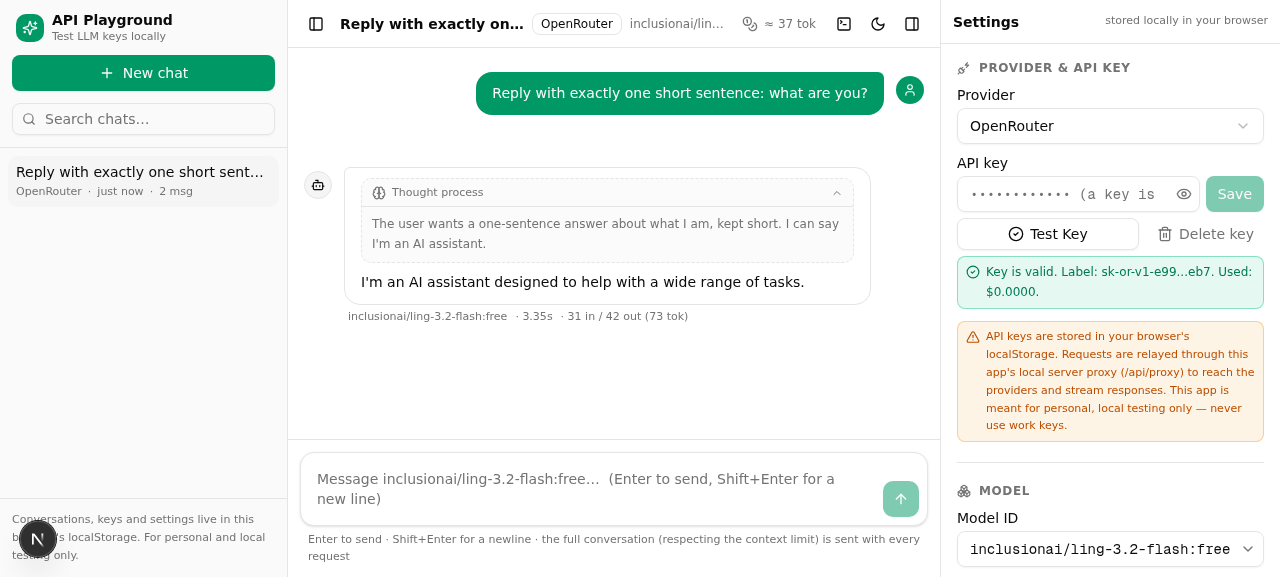 API Playground
Test LLM keys locally
New chat
Search chats…
Reply with exactly one short sent…
OpenRouter · just now · 2 msg
Conversations, keys and settings live in this
localStorage. For personal and local
only.
N
Reply with exactly on…
OpenRouter
inclusionai/lin…
≈ 37 tok
Reply with exactly one short sentence: what are you?
Thought process
The user wants a one-sentence answer about what I am, kept short. I can say
I'm an AI assistant.
I'm an AI assistant designed to help with a wide range of tasks.
inclusionai/ling-3.2-flash:free · 3.35s · 31 in / 42 out (73 tok)
Message inclusionai/ling-3.2-flash:free… (Enter to send, Shift+Enter for a
new line)
Enter to send · Shift+Enter for a newline · the full conversation (respecting the context limit) is sent with every
request
Settings
stored locally in your browser
PROVIDER & API KEY
Provider
OpenRouter
API key
•••••••••••• (a key is
Save
Test Key
Delete key
Key is valid. Label: sk-or-v1-e99...eb7. Used:
$0.0000.
API keys are stored in your browser's
localStorage. Requests are relayed through this
app's local server proxy (/api/proxy) to reach the
providers and stream responses. This app is
meant for personal, local testing only — never
use work keys.
MODEL
Model ID
inclusionai/ling-3.2-flash:free